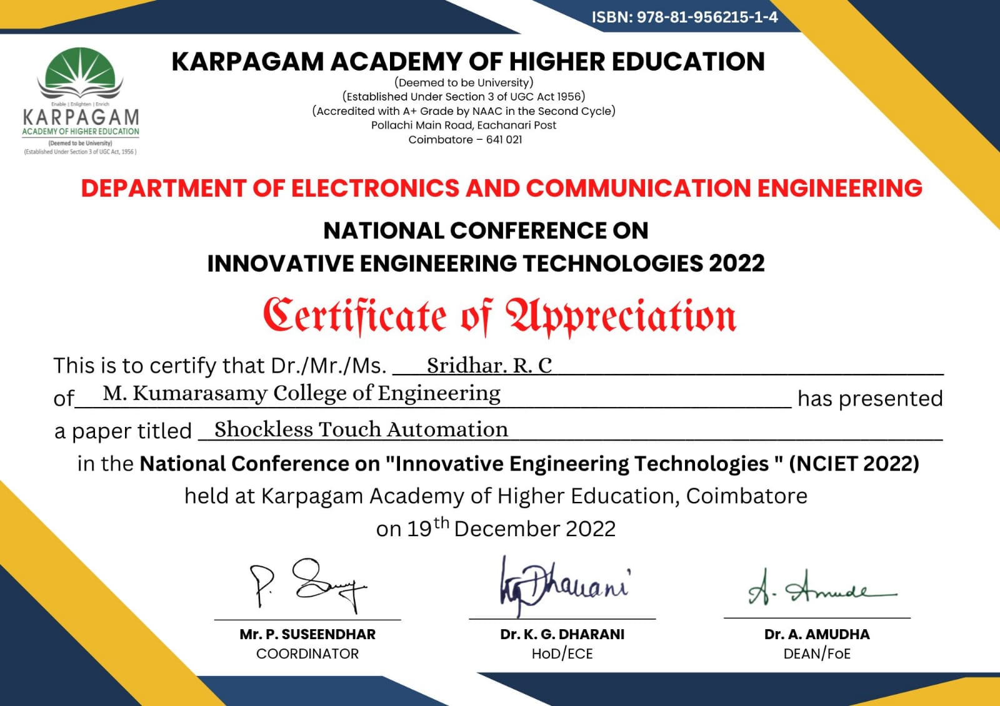 ISBN: 978-81-956215-1-4
KARPAGAM ACADEMY OF HIGHER EDUCATION
(Deemed to be University)
(Established Under Section 3 of UGC Act 1956)
(Accredited with A+ Grade by NAAC in the Second Cycle)
Pollachi Main Road, Eachanari Post
Coimbatore – 641 021
Enable | Enlighten | Enrich
KARPAGAM
ACADEMY OF HIGHER EDUCATION
(Deemed to be University)
(Established Under Section 3 of UGC Act, 1956 )
DEPARTMENT OF ELECTRONICS AND COMMUNICATION ENGINEERING
NATIONAL CONFERENCE ON
INNOVATIVE ENGINEERING TECHNOLOGIES 2022
Certificate of Appreciation
This is to certify that Dr./Mr./Ms. Sridhar. R. C
of M. Kumarasamy College of Engineering has presented
a paper titled Shockless Touch Automation
in the National Conference on "Innovative Engineering Technologies " (NCIET 2022)
held at Karpagam Academy of Higher Education, Coimbatore
on 19th December 2022
Mr. P. SUSEENDHAR
COORDINATOR
Dr. K. G. DHARANI
HoD/ECE
A. Amude
Dr. A. AMUDHA
DEAN/FoE